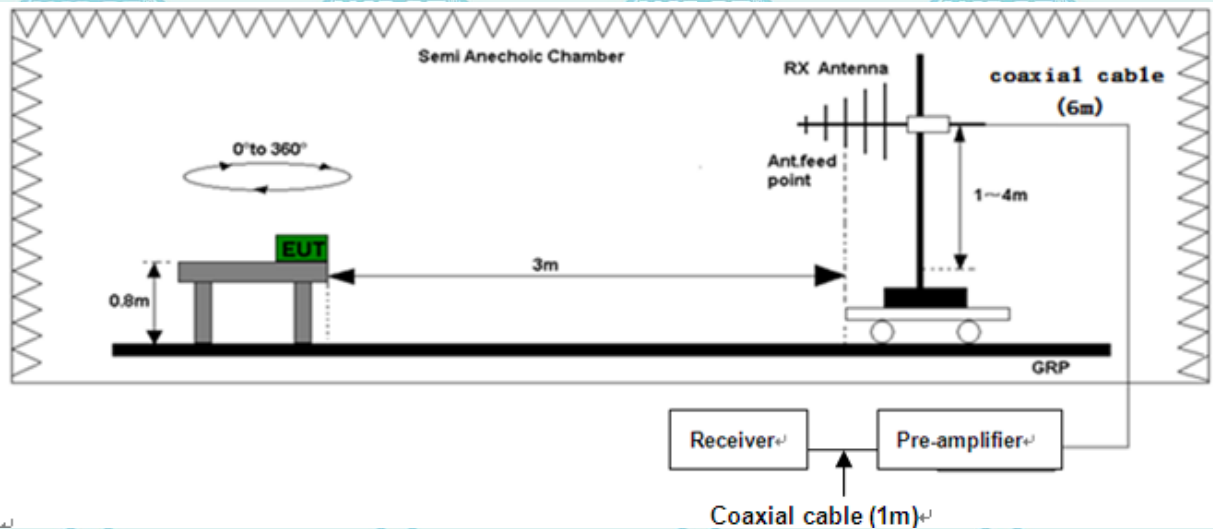 Semi Anechoic Chamber
RX Antenna
coaxial cable
(6m)
0°to 360°
Ant.feed
point
1～4m
EUT
3m
0.8m
GRP
Receiver↵
Pre-amplifier↵
Coaxial cable (1m)↵
↵